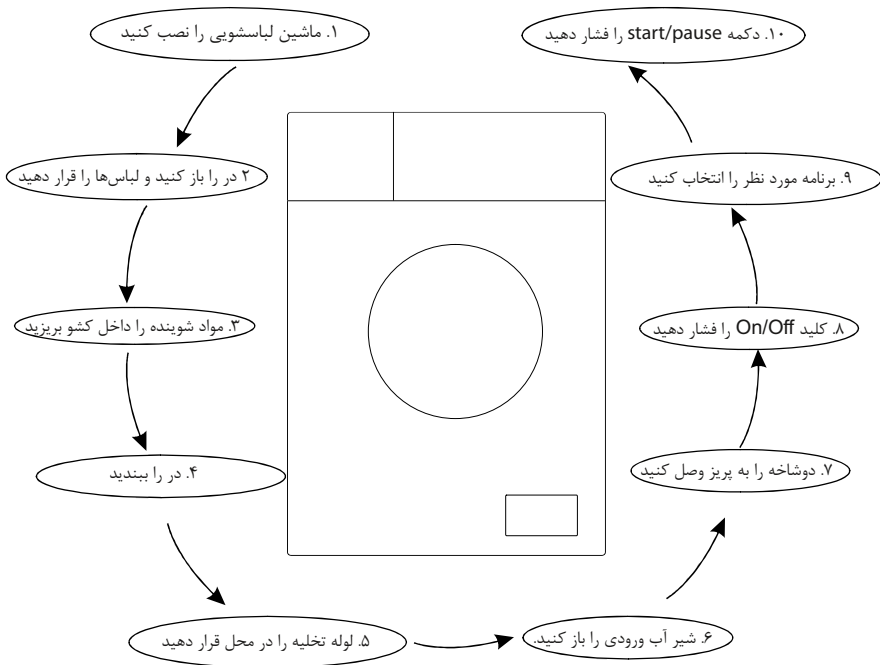 ۱. ماشین لباسشویی را نصب کنید
۲ در را باز کنید و لباس‌ها را قرار دهید
۳. مواد شوینده را داخل کشو بریزید
۴. در را ببندید
۵. لوله تخلیه را در محل قرار دهید
۶. شیر آب ورودی را باز کنید.
۷. دوشاخه را به پریز وصل کنید
۸. کلید On/Off را فشار دهید
۹. برنامه مورد نظر را انتخاب کنید
۱۰. دکمه start/pause را فشار دهید